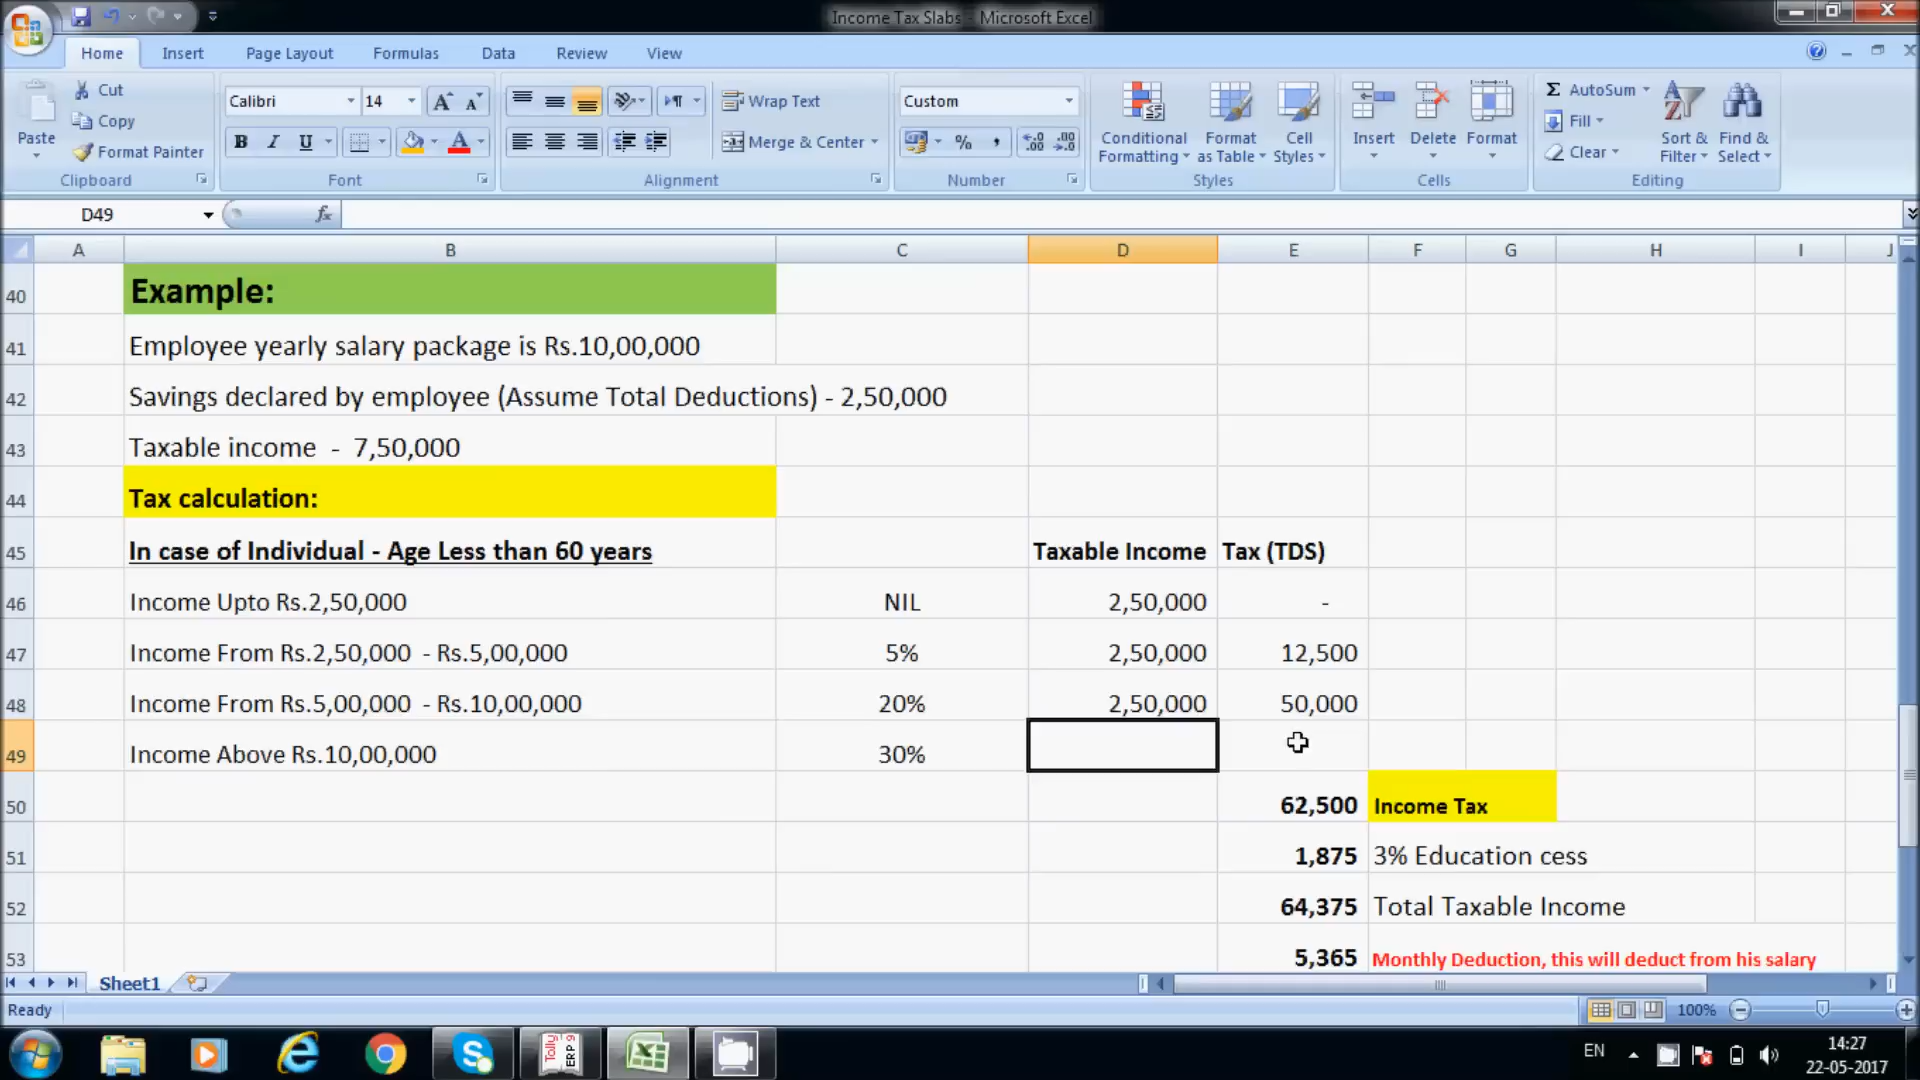 Income Tax Slabs - Microsoft Excel
Home Insert Page Layout Formulas Data Review View
Paste
Cut
Copy
Format Painter
Clipboard
Calibri 14
B I U
Font
Wrap Text
Merge & Center
Alignment
Custom
% ,
Number
Conditional Formatting
Format as Table
Cell Styles
Styles
Insert Delete Format
Cells
Σ AutoSum
Fill
Clear
Sort & Filter
Find & Select
Editing
D49 fx
A B C D E F G H I J
40 Example:
41 Employee yearly salary package is Rs.10,00,000
42 Savings declared by employee (Assume Total Deductions) - 2,50,000
43 Taxable income - 7,50,000
44 Tax calculation:
45 In case of Individual - Age Less than 60 years Taxable Income Tax (TDS)
46 Income Upto Rs.2,50,000 NIL 2,50,000 -
47 Income From Rs.2,50,000 - Rs.5,00,000 5% 2,50,000 12,500
48 Income From Rs.5,00,000 - Rs.10,00,000 20% 2,50,000 50,000
49 Income Above Rs.10,00,000 30%
50 62,500 Income Tax
51 1,875 3% Education cess
52 64,375 Total Taxable Income
53 5,365 Monthly Deduction, this will deduct from his salary
Sheet1
Ready 100%
Tally ERP 9
EN 14:27
22-05-2017